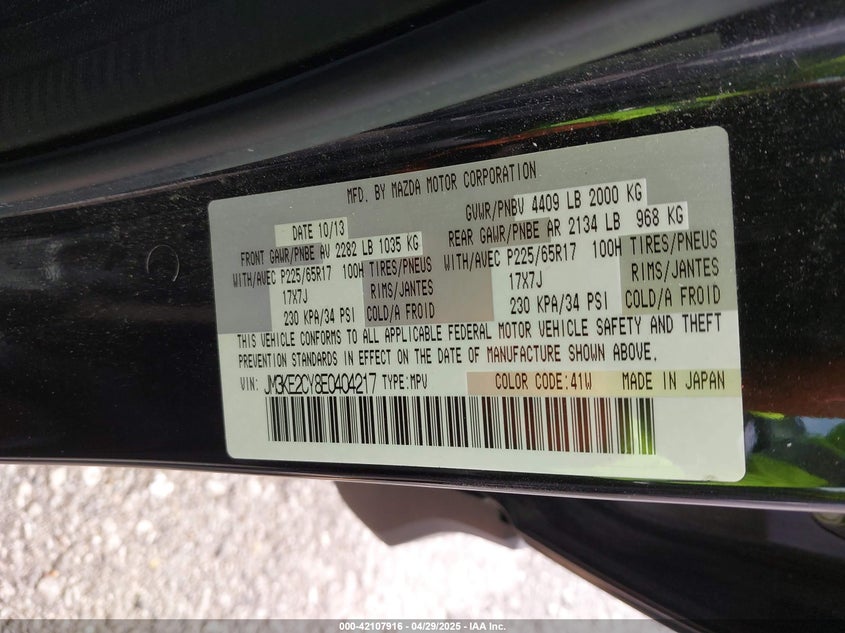 MFD. BY MAZDA MOTOR CORPORATION
DATE 10/13
GVWR/PNBV 4409 LB 2000 KG
FRONT GAWR/PNBE AV 2282 LB 1035 KG
REAR GAWR/PNBE AR 2134 LB 968 KG
WITH/AVEC P225/65R17 100H TIRES/PNEUS
WITH/AVEC P225/65R17 100H TIRES/PNEUS
17X7J RIMS/JANTES
17X7J RIMS/JANTES
230 KPA/34 PSI COLD/A FROID
230 KPA/34 PSI COLD/A FROID
THIS VEHICLE CONFORMS TO ALL APPLICABLE FEDERAL MOTOR VEHICLE SAFETY AND THEFT
PREVENTION STANDARDS IN EFFECT ON THE DATE OF MANUFACTURE SHOWN ABOVE.
VIN: JM3KE2CY8E0404217 TYPE:MPV COLOR CODE:41W MADE IN JAPAN
000-42107916 - 04/29/2025 - IAA Inc.